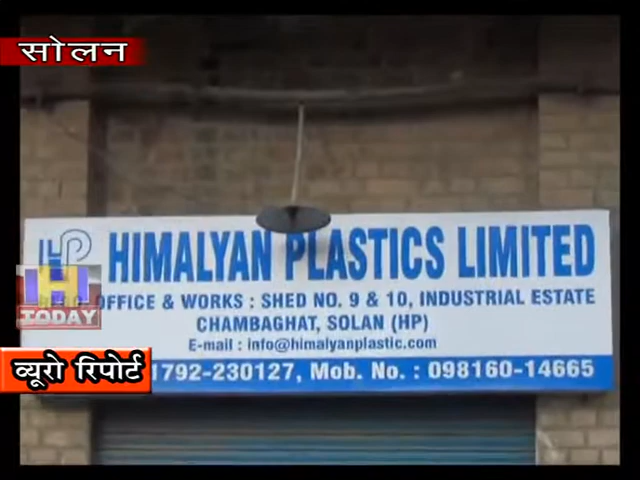 सोलन
HP
HIMALYAN PLASTICS LIMITED
OFFICE & WORKS : SHED NO. 9 & 10, INDUSTRIAL ESTATE
CHAMBAGHAT, SOLAN (HP)
E-mail : info@himalyanplastic.com
1792-230127, Mob. No. : 098160-14665
H
TODAY
व्यूरो रिपोर्ट